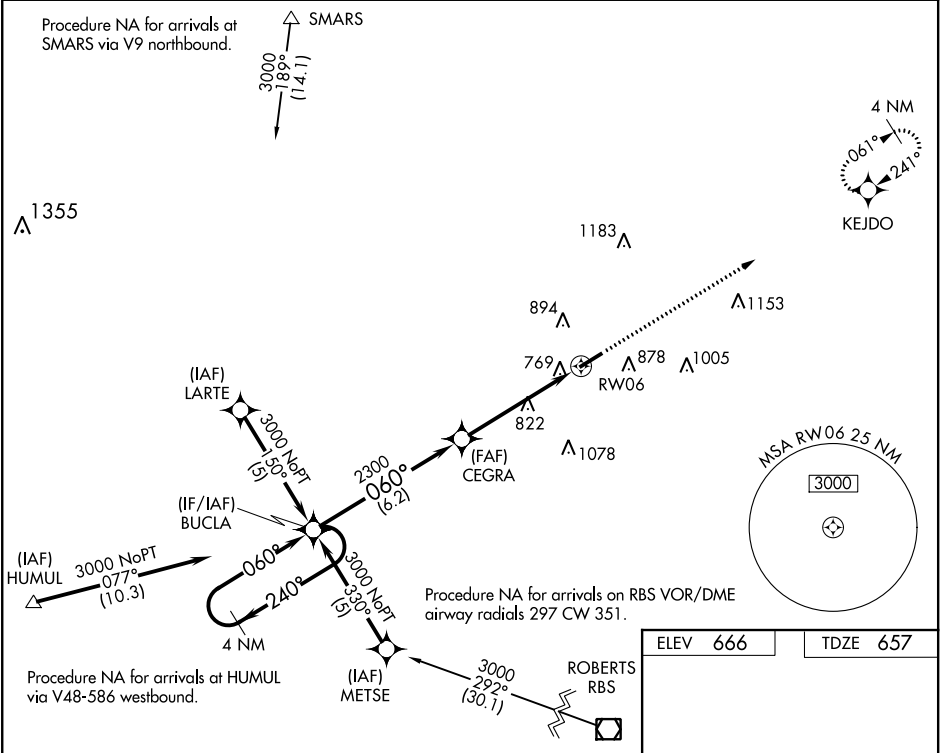 Procedure NA for arrivals at
SMARS via V9 northbound.
SMARS
3000
189°
(14.1)
4 NM
061°
241°
KEJDO
1355
1183
1153
894
769
878
1005
RW06
822
1078
(IAF)
LARTE
3000 NoPT
150°
(5)
(FAF)
CEGRA
2300
060°
(6.2)
(IF/IAF)
BUCLA
MSA RW06 25 NM
3000
(IAF)
HUMUL
3000 NoPT
077°
(10.3)
060°
240°
4 NM
3000 NoPT
330°
(5)
Procedure NA for arrivals on RBS VOR/DME
airway radials 297 CW 351.
Procedure NA for arrivals at HUMUL
via V48-586 westbound.
(IAF)
METSE
3000
292°
(30.1)
ROBERTS
RBS
ELEV 666
TDZE 657